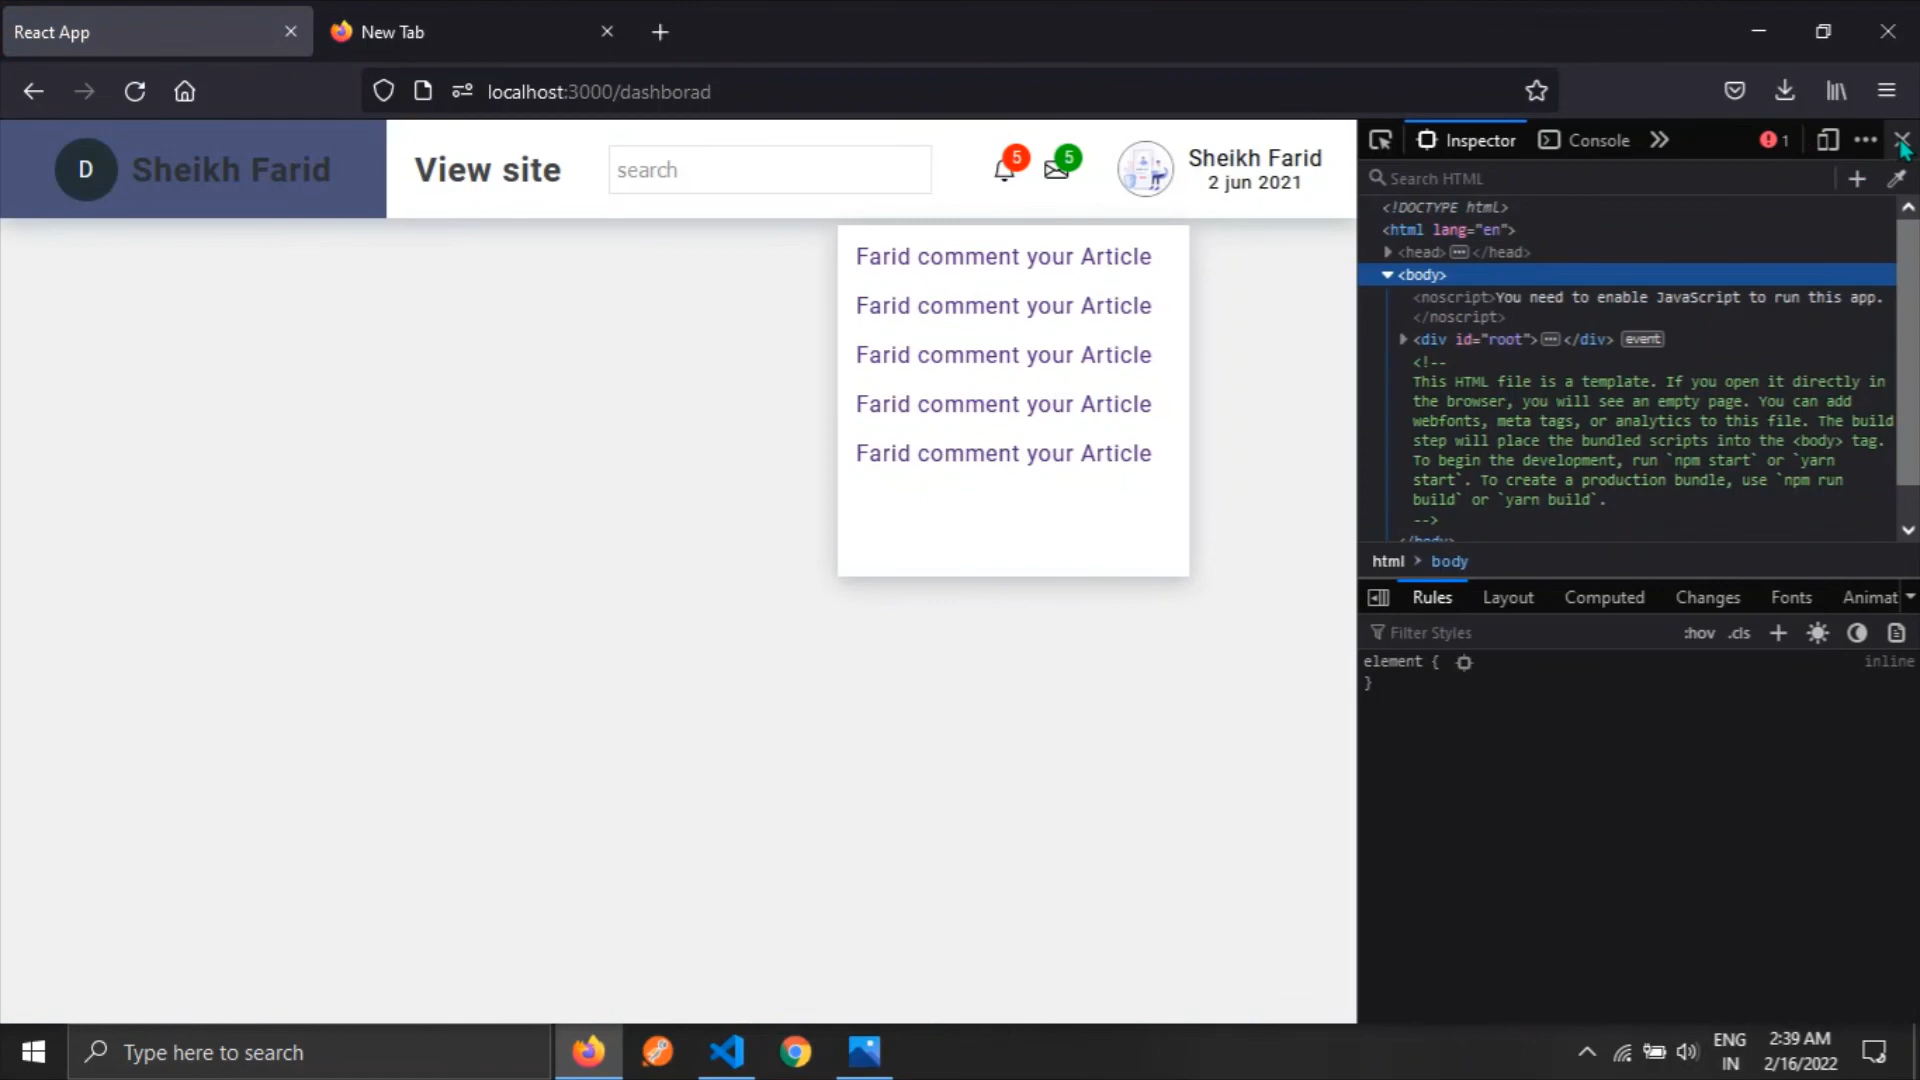 React App
New Tab
localhost:3000/dashborad
D Sheikh Farid
View site
search
5
5
Sheikh Farid
2 jun 2021
Farid comment your Article
Farid comment your Article
Farid comment your Article
Farid comment your Article
Farid comment your Article
Inspector
Console
1
Search HTML
<!DOCTYPE html>
<html lang="en">
<head> ••• </head>
<body>
<noscript>You need to enable JavaScript to run this app.
</noscript>
<div id="root"> ••• </div> event
<!--
This HTML file is a template. If you open it directly in
the browser, you will see an empty page. You can add
webfonts, meta tags, or analytics to this file. The build
step will place the bundled scripts into the <body> tag.
To begin the development, run `npm start` or `yarn
start`. To create a production bundle, use `npm run
build` or `yarn build`.
-->
</body>
html > body
Rules Layout Computed Changes Fonts Animat
Filter Styles :hov .cls
element { inline
}
Type here to search
ENG
IN
2:39 AM
2/16/2022